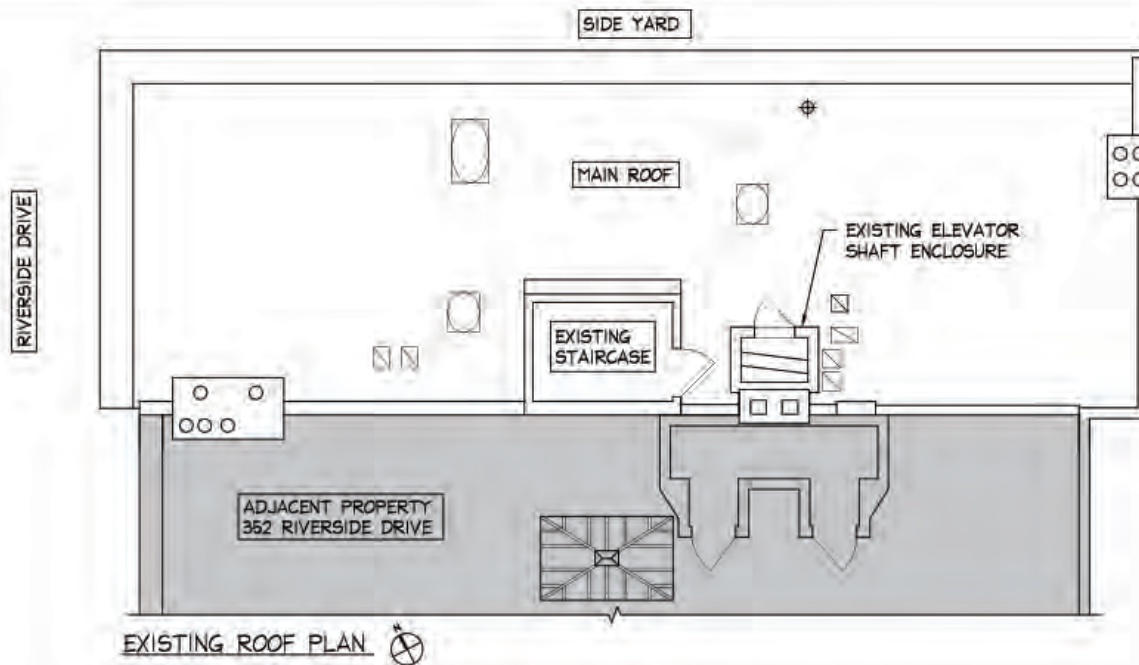 SIDE YARD
RIVERSIDE DRIVE
MAIN ROOF
EXISTING ELEVATOR
SHAFT ENCLOSURE
EXISTING
STAIRCASE
ADJACENT PROPERTY
352 RIVERSIDE DRIVE
EXISTING ROOF PLAN
N